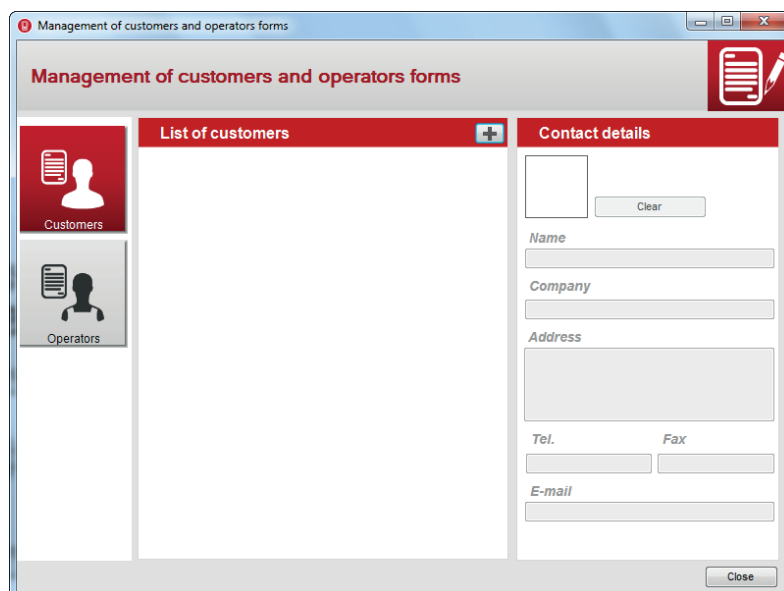 Management of customers and operators forms
Management of customers and operators forms
Customers
Operators
List of customers
Contact details
Clear
Name
Company
Address
Tel. Fax
E-mail
Close